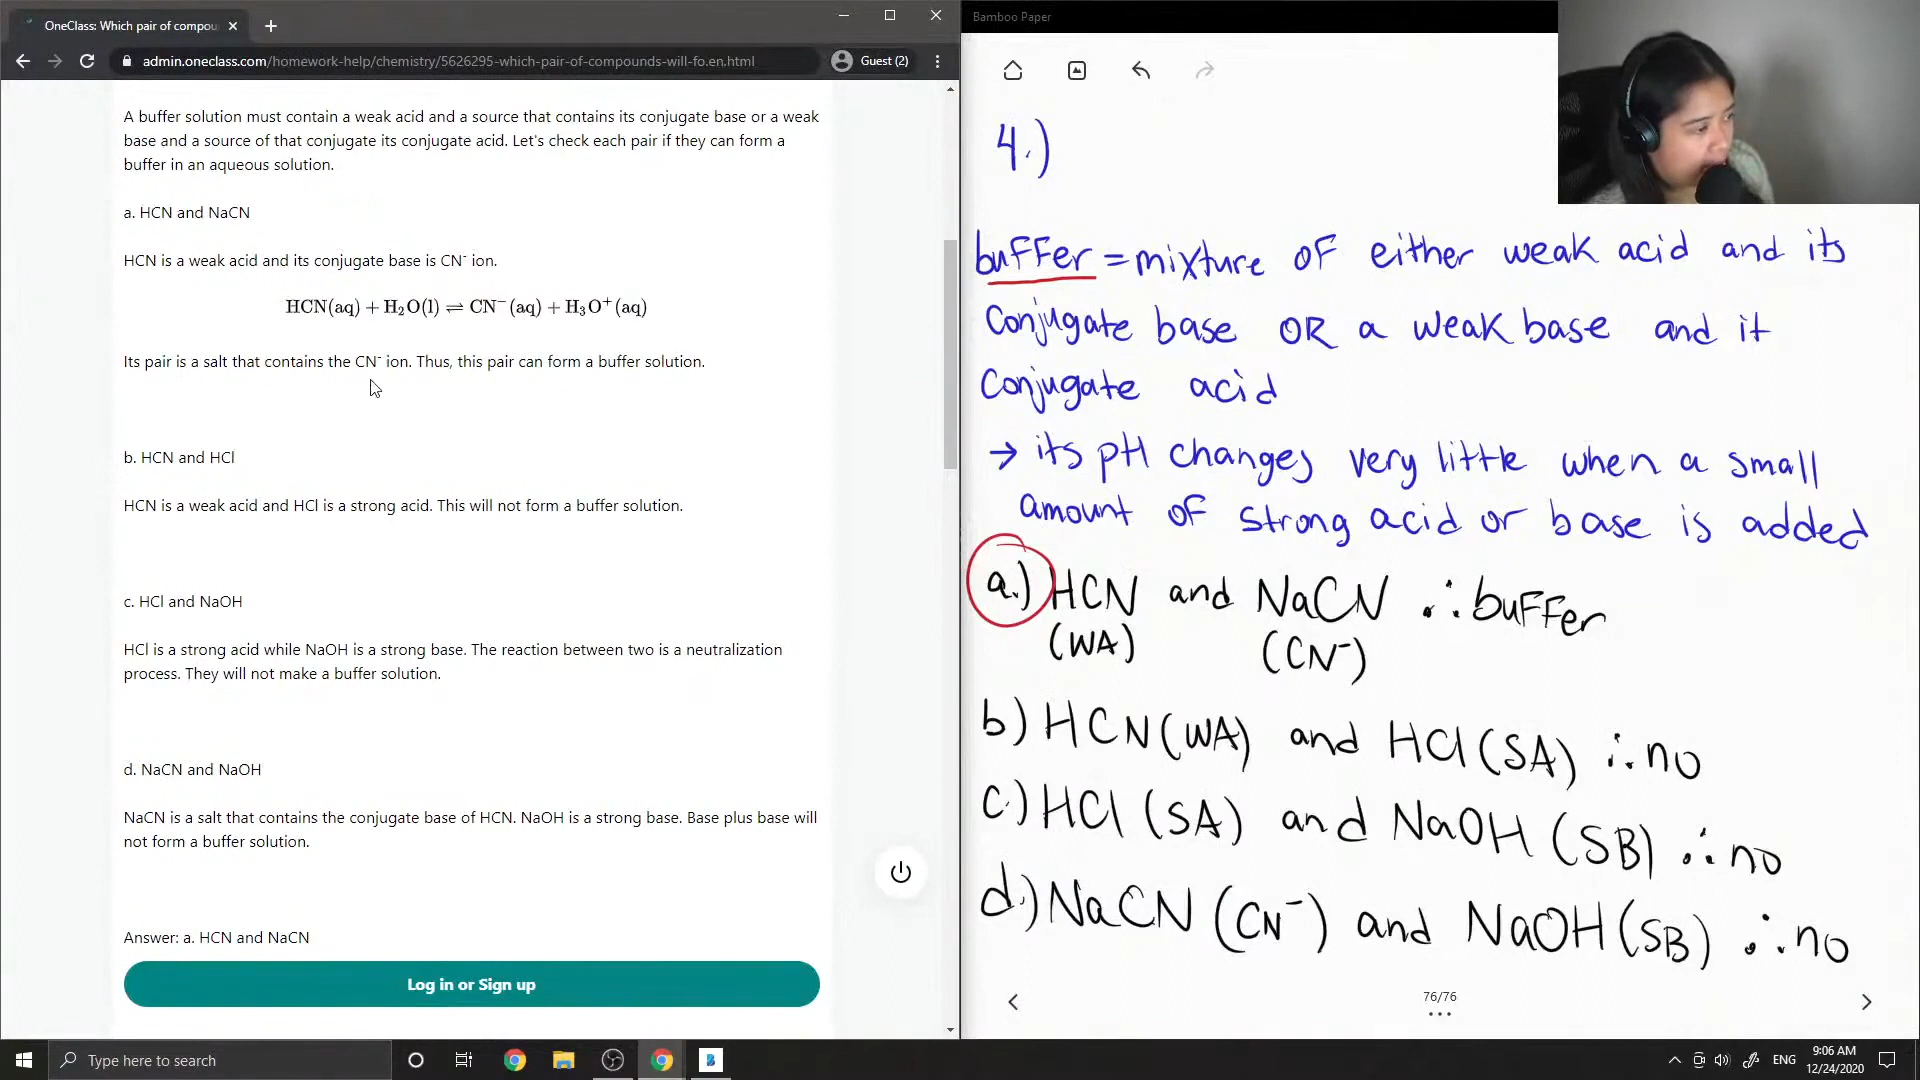 OneClass: Which pair of compou
admin.oneclass.com/homework-help/chemistry/5626295-which-pair-of-compounds-will-fo.en.html
Guest (2)
A buffer solution must contain a weak acid and a source that contains its conjugate base or a weak
base and a source of that conjugate its conjugate acid. Let's check each pair if they can form a
buffer in an aqueous solution.
a. HCN and NaCN
HCN is a weak acid and its conjugate base is CN⁻ ion.
HCN(aq) + H₂O(l) ⇌ CN⁻(aq) + H₃O⁺(aq)
Its pair is a salt that contains the CN⁻ ion. Thus, this pair can form a buffer solution.
b. HCN and HCl
HCN is a weak acid and HCl is a strong acid. This will not form a buffer solution.
c. HCl and NaOH
HCl is a strong acid while NaOH is a strong base. The reaction between two is a neutralization
process. They will not make a buffer solution.
d. NaCN and NaOH
NaCN is a salt that contains the conjugate base of HCN. NaOH is a strong base. Base plus base will
not form a buffer solution.
Answer: a. HCN and NaCN
Log in or Sign up
Bamboo Paper
4.)
buffer = mixture of either weak acid and its
conjugate base OR a weak base and it
conjugate acid
→ its pH changes very little when a small
amount of strong acid or base is added
a.) HCN and NaCN ∴ buffer
(WA) (CN⁻)
b) HCN (WA) and HCl (SA) ∴ no
c) HCl (SA) and NaOH (SB) ∴ no
d.) NaCN (CN⁻) and NaOH (SB) ∴ no
76/76
Type here to search
ENG
9:06 AM
12/24/2020